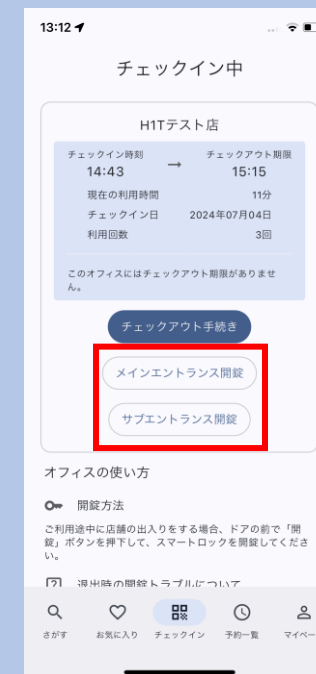 13:12
チェックイン中
H1Tテスト店
チェックイン時刻 → チェックアウト期限
14:43 15:15
現在の利用時間 11分
チェックイン日 2024年07月04日
利用回数 3回
このオフィスにはチェックアウト期限がありませ
ん。
チェックアウト手続き
メインエントランス開錠
サブエントランス開錠
オフィスの使い方
開錠方法
ご利用途中に店舗の出入りをする場合、ドアの前で「開
錠」ボタンを押下して、スマートロックを開錠してくださ
い。
退出時の開錠トラブルについて
さがす お気に入り チェックイン 予約一覧 マイペー